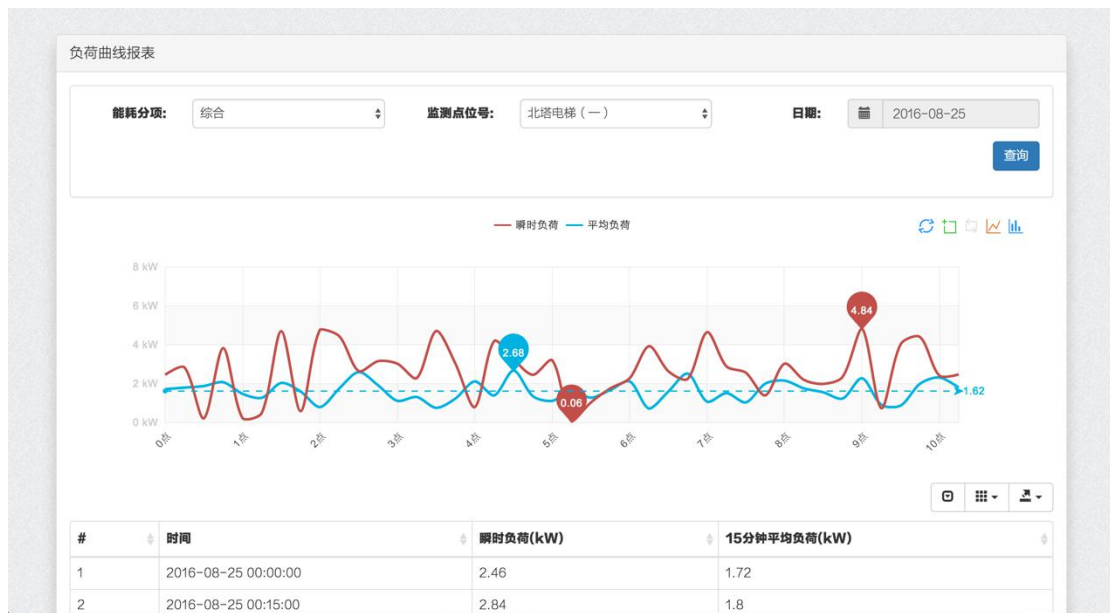 负荷曲线报表
能耗分项: 综合 监测点位号: 北塔电梯（一） 日期: 2016-08-25
查询
瞬时负荷 平均负荷
8 kW
6 kW
4 kW
2 kW
0 kW
4.84
2.68
0.06
1.62
0点 1点 2点 3点 4点 5点 6点 7点 8点 9点 10点
# 时间 瞬时负荷(kW) 15分钟平均负荷(kW)
1 2016-08-25 00:00:00 2.46 1.72
2 2016-08-25 00:15:00 2.84 1.8